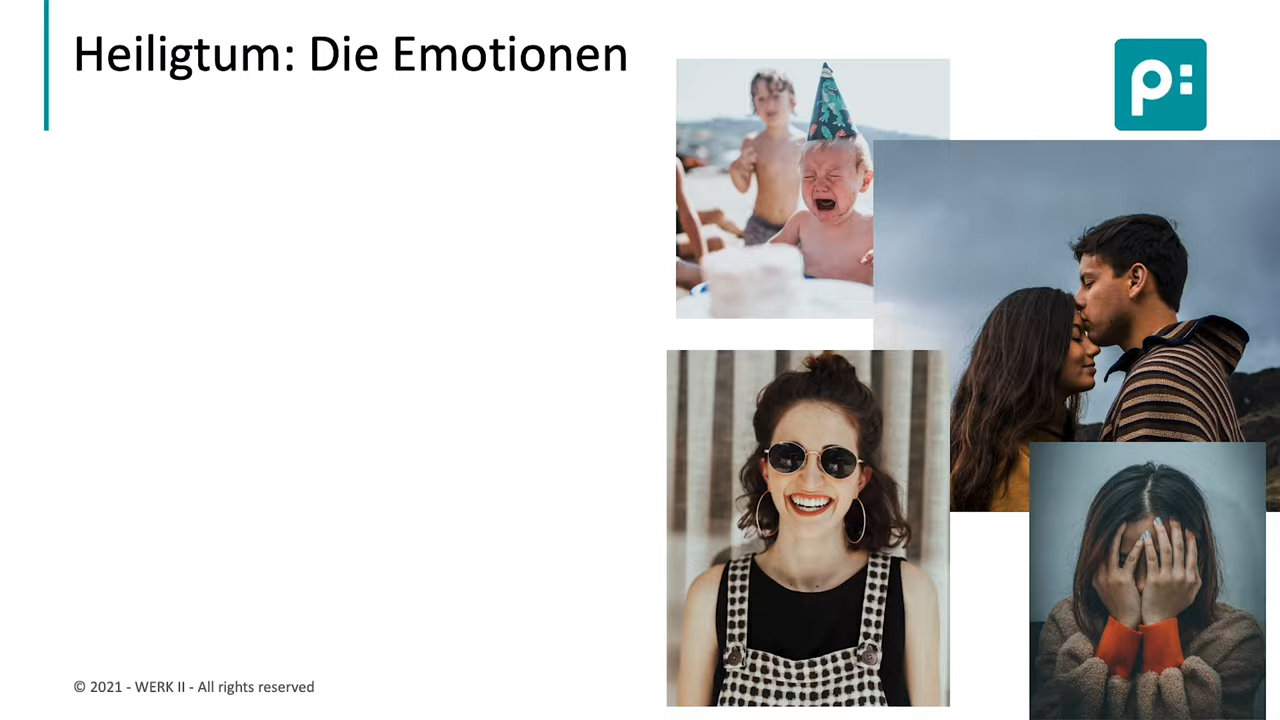 Heiligtum: Die Emotionen
p:
© 2021 - WERK II - All rights reserved